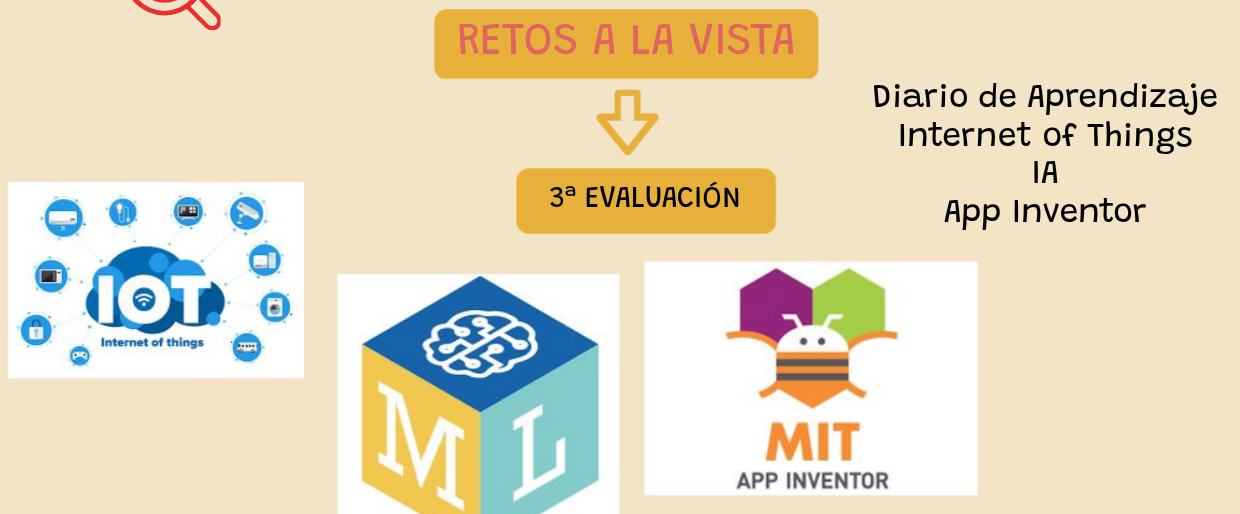 RETOS A LA VISTA
Diario de Aprendizaje
Internet of Things
IA
App Inventor
3ª EVALUACIÓN
IOT
Internet of things
M L
MIT
APP INVENTOR